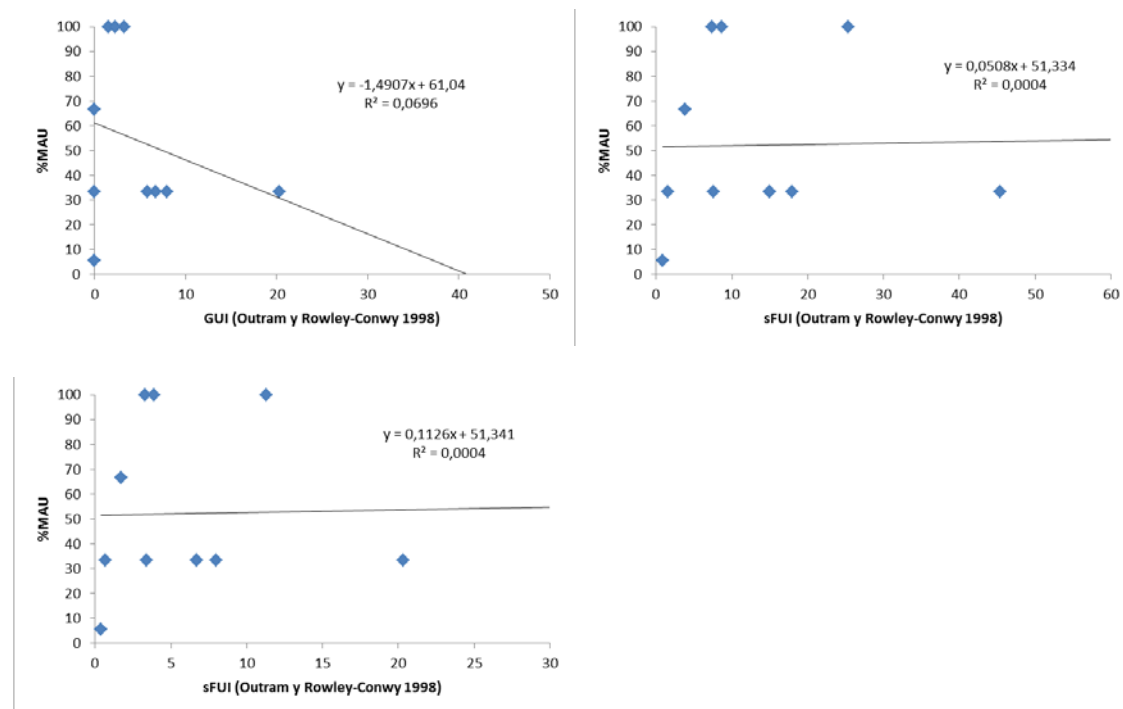 100
90
80
70
60
50
40
30
20
10
0
%MAU
y = -1,4907x + 61,04
R² = 0,0696
0 10 20 30 40 50
GUI (Outram y Rowley-Conwy 1998)
100
90
80
70
60
50
40
30
20
10
0
%MAU
y = 0,0508x + 51,334
R² = 0,0004
0 10 20 30 40 50 60
sFUI (Outram y Rowley-Conwy 1998)
100
90
80
70
60
50
40
30
20
10
0
%MAU
y = 0,1126x + 51,341
R² = 0,0004
0 5 10 15 20 25 30
sFUI (Outram y Rowley-Conwy 1998)